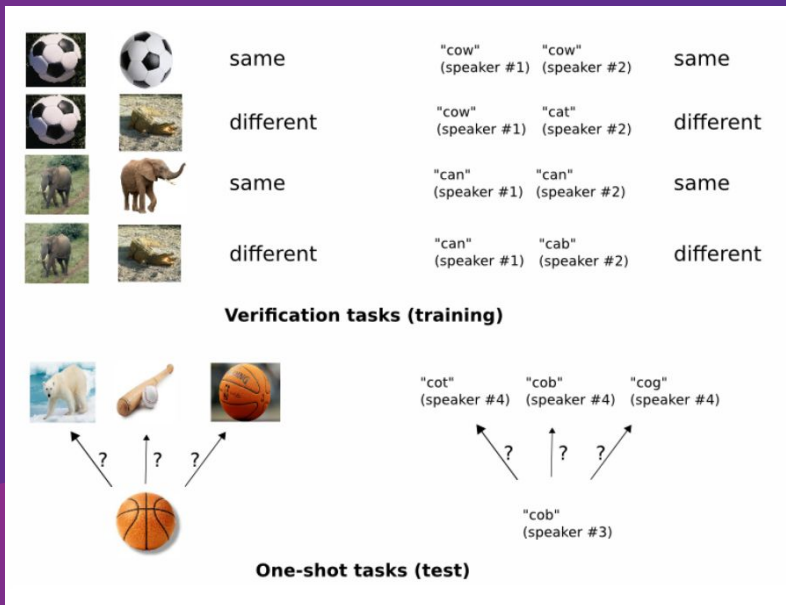 same
"cow" "cow"
(speaker #1) (speaker #2)
same
different
"cow" "cat"
(speaker #1) (speaker #2)
different
same
"can" "can"
(speaker #1) (speaker #2)
same
different
"can" "cab"
(speaker #1) (speaker #2)
different
Verification tasks (training)
"cot" "cob" "cog"
(speaker #4) (speaker #4) (speaker #4)
? ? ?
? ? ?
"cob"
(speaker #3)
One-shot tasks (test)